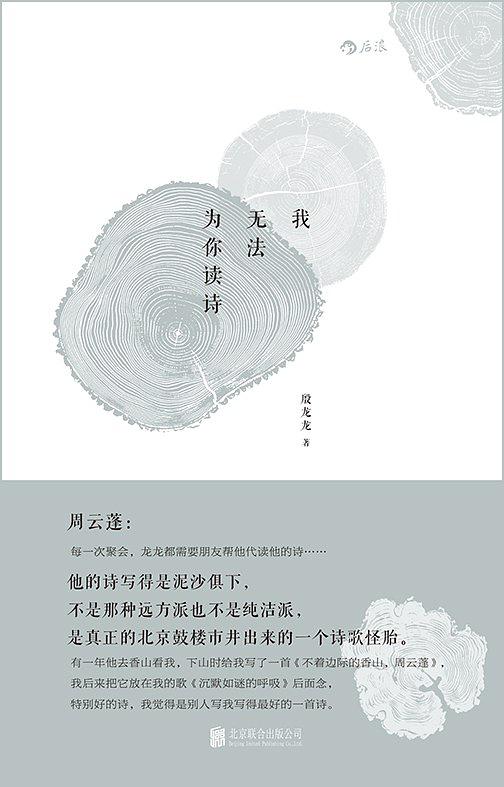 后浪
我
无法
为你读诗
殷龙龙 著
周云蓬：
每一次聚会，龙龙都需要朋友帮他代读他的诗……
他的诗写得是泥沙俱下，
不是那种远方派也不是纯洁派，
是真正的北京鼓楼市井出来的一个诗歌怪胎。
有一年他去香山看我，下山时给我写了一首《不着边际的香山，周云蓬》，
我后来把它放在我的歌《沉默如谜的呼吸》后面念，
特别好的诗，我觉得是别人写我写得最好的一首诗。
北京联合出版公司
Beijing United Publishing Co.,Ltd.